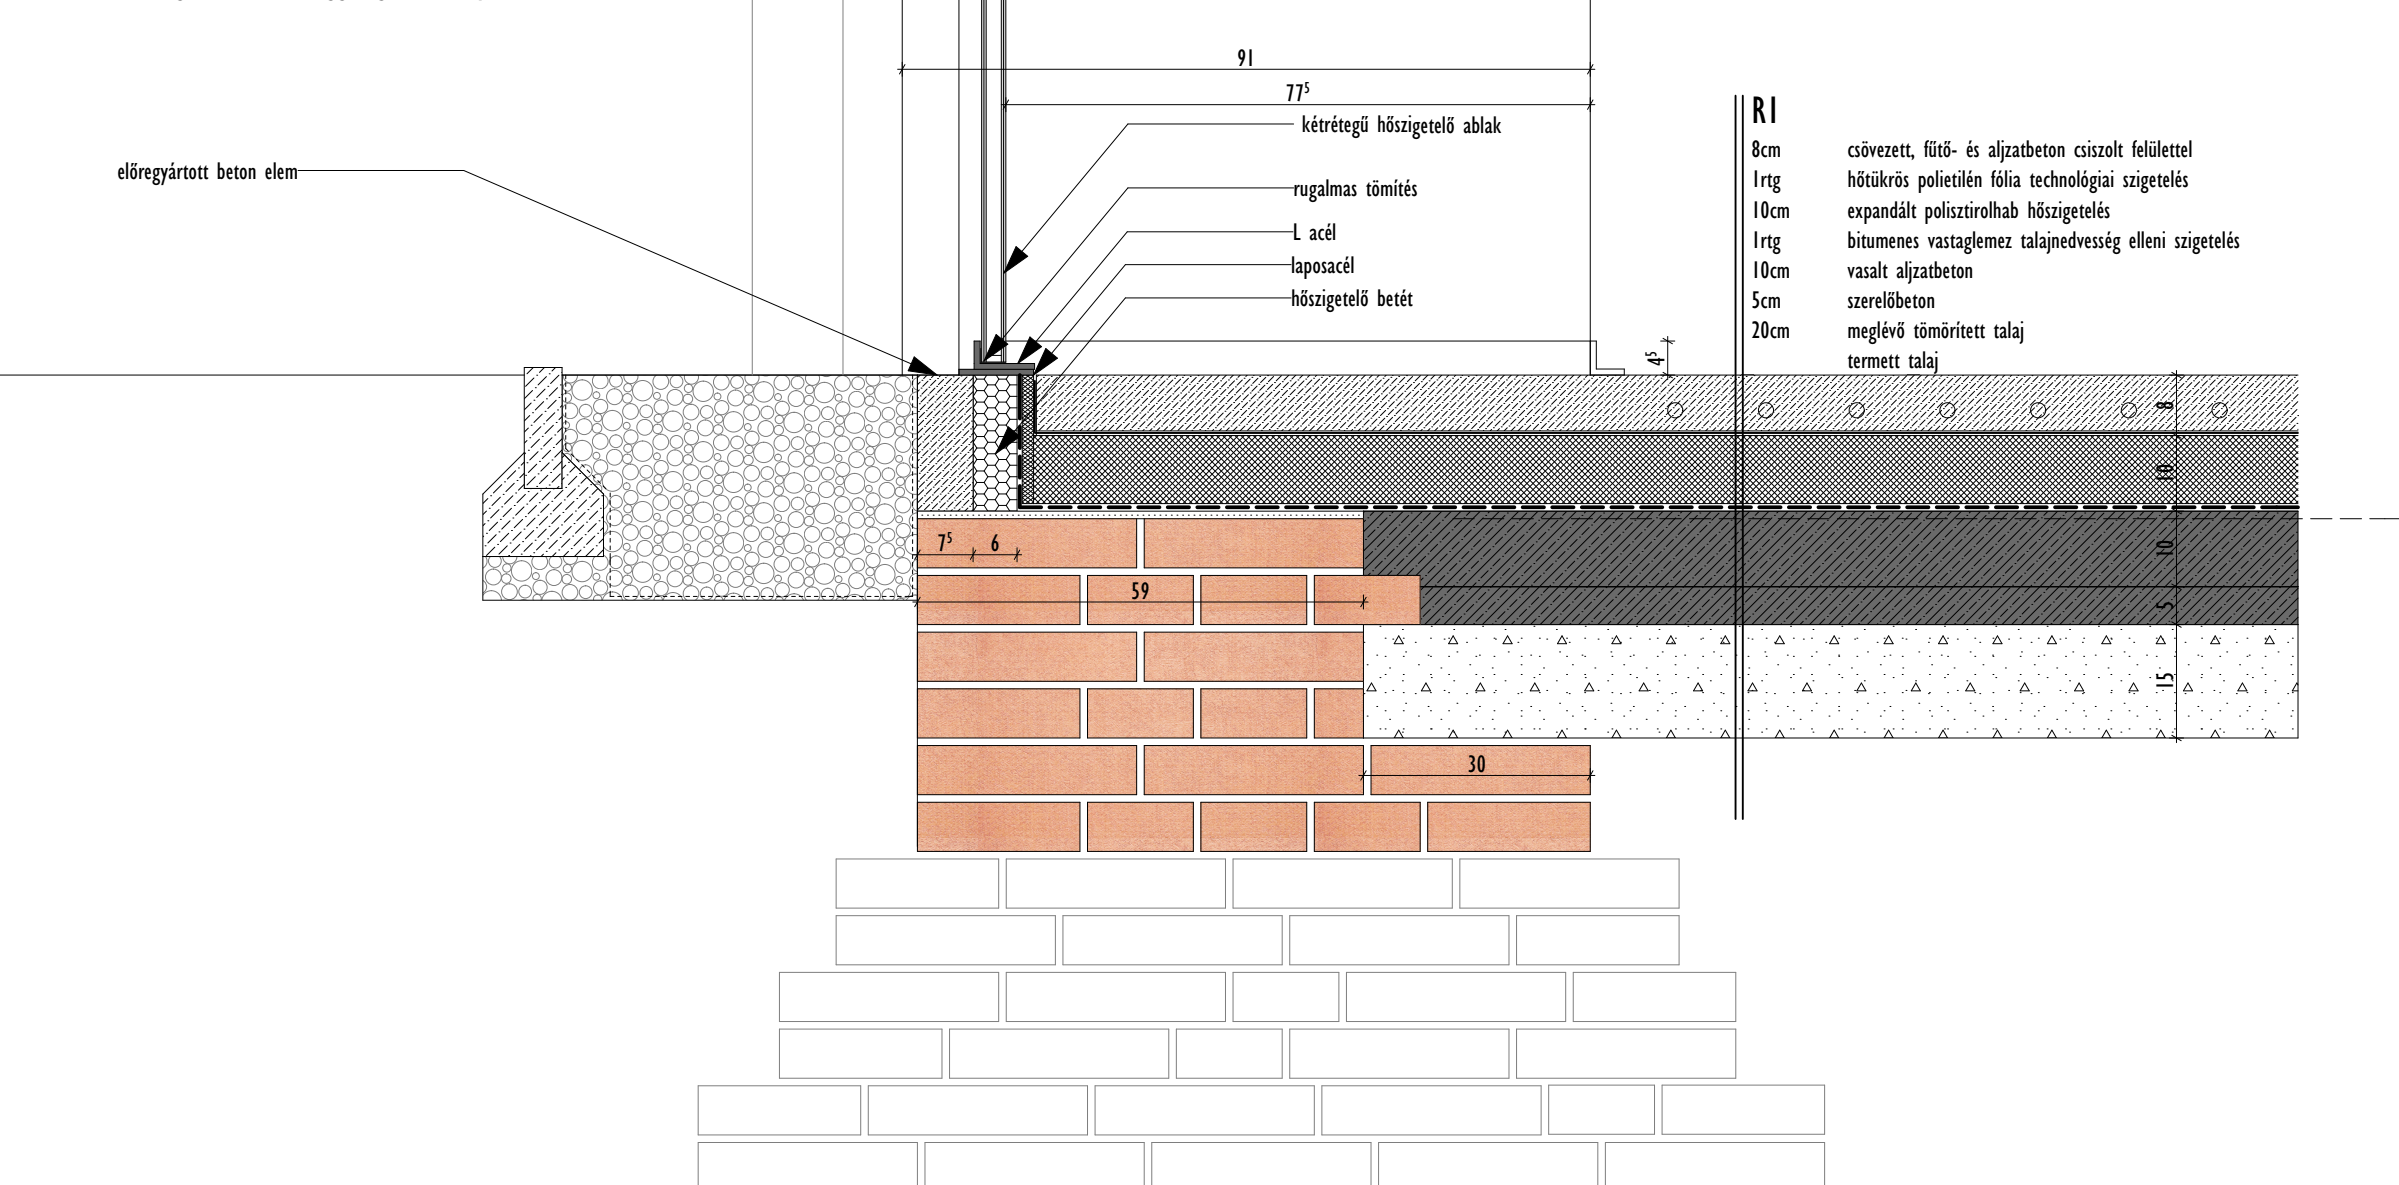 91
77⁵
kétrétegű hőszigetelő ablak
előregyártott beton elem
rugalmas tömítés
L acél
laposacél
hőszigetelő betét
4⁵
R1
8cm csövezett, fűtő- és aljzatbeton csiszolt felülettel
1rtg hőtükrös polietilén fólia technológiai szigetelés
10cm expandált polisztirolhab hőszigetelés
1rtg bitumenes vastaglemez talajnedvesség elleni szigetelés
10cm vasalt aljzatbeton
5cm szerelőbeton
20cm meglévő tömörített talaj
termett talaj
8
10
10
5
15
7⁵ 6
59
30